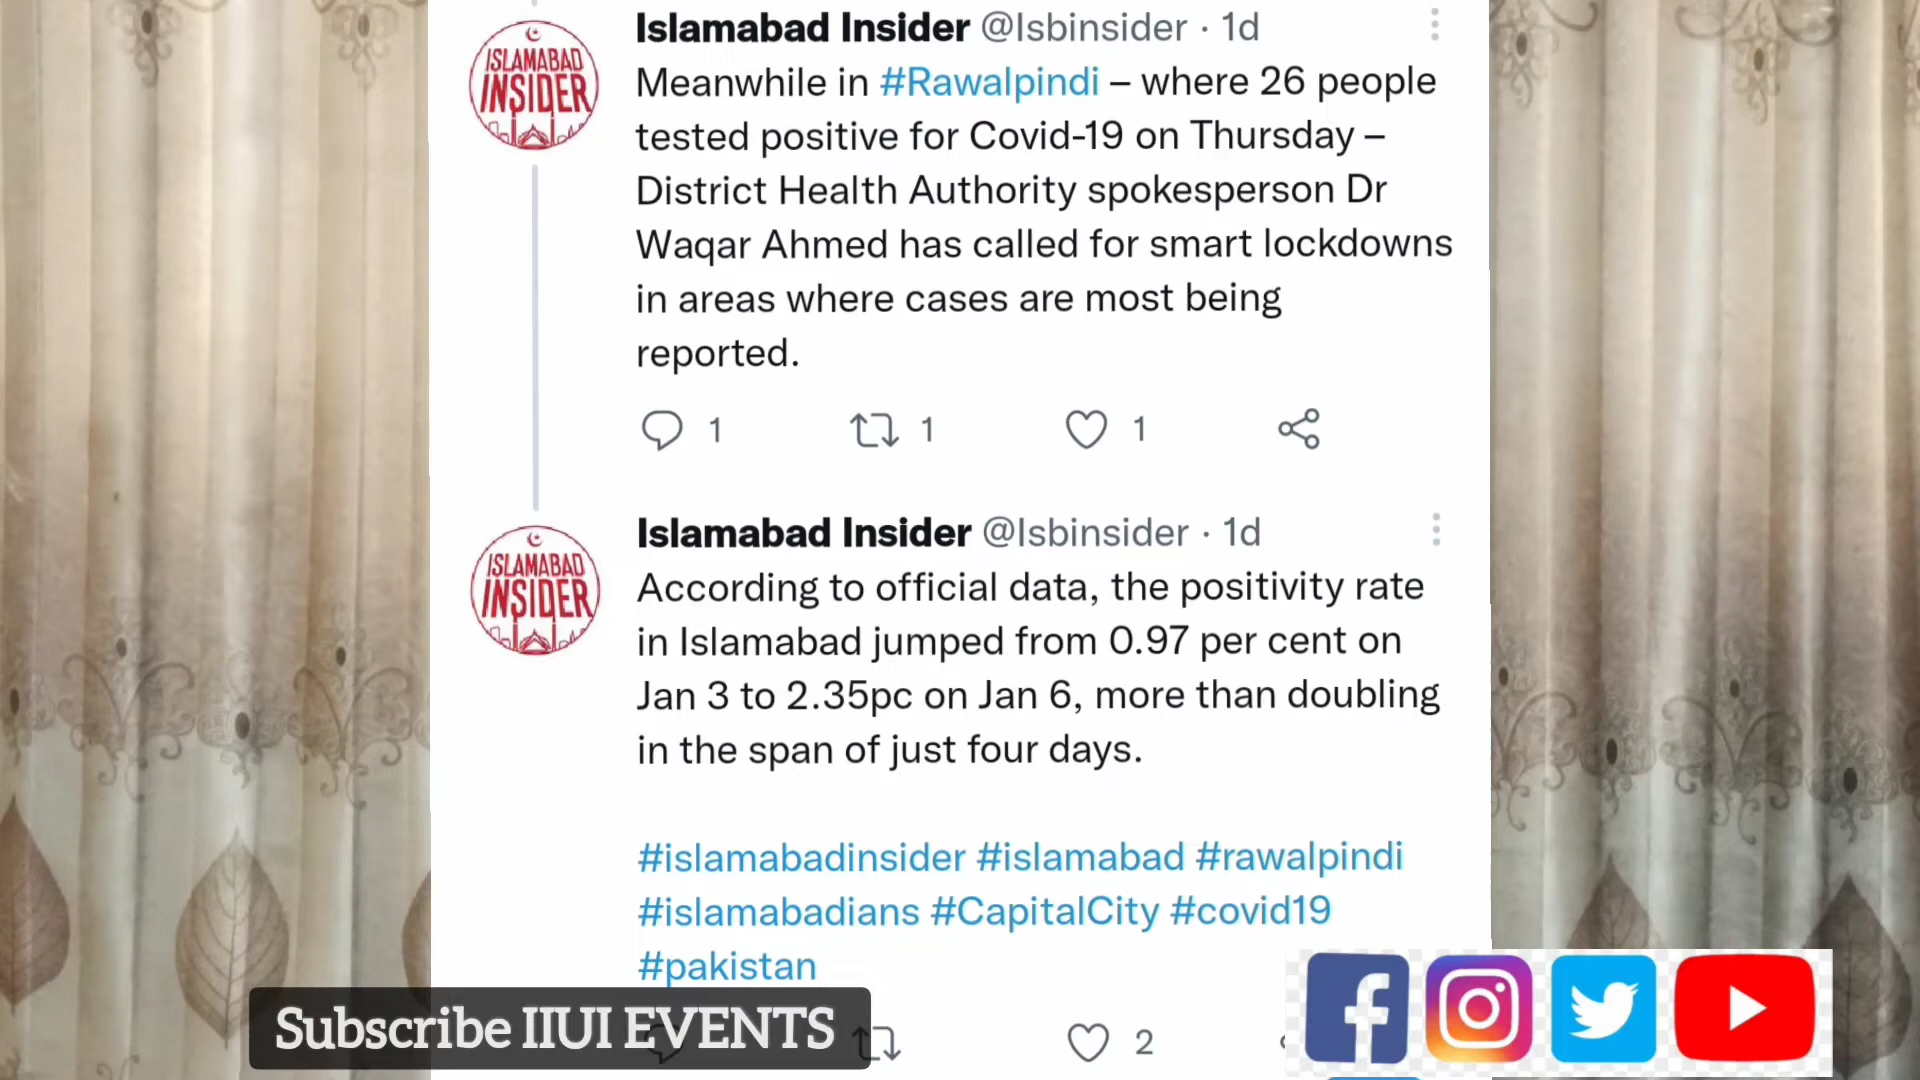 Islamabad Insider @Isbinsider · 1d
ISLAMABAD
INSIDER
Meanwhile in #Rawalpindi – where 26 people
tested positive for Covid-19 on Thursday –
District Health Authority spokesperson Dr
Waqar Ahmed has called for smart lockdowns
in areas where cases are most being
reported.
1 1 1
Islamabad Insider @Isbinsider · 1d
ISLAMABAD
INSIDER
According to official data, the positivity rate
in Islamabad jumped from 0.97 per cent on
Jan 3 to 2.35pc on Jan 6, more than doubling
in the span of just four days.
#islamabadinsider #islamabad #rawalpindi
#islamabadians #CapitalCity #covid19
#pakistan
Subscribe IIUI EVENTS
2